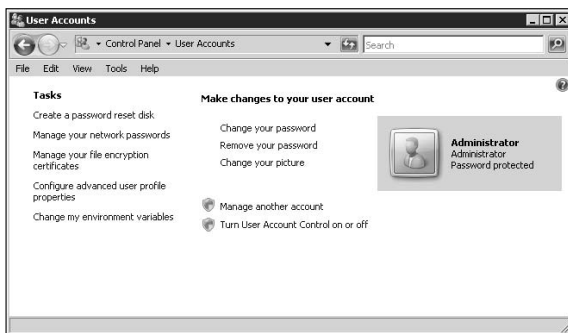 User Accounts
Control Panel User Accounts
Search
File Edit View Tools Help
Tasks
Create a password reset disk
Manage your network passwords
Manage your file encryption
certificates
Configure advanced user profile
properties
Change my environment variables
Make changes to your user account
Change your password
Remove your password
Change your picture
Manage another account
Turn User Account Control on or off
Administrator
Administrator
Password protected